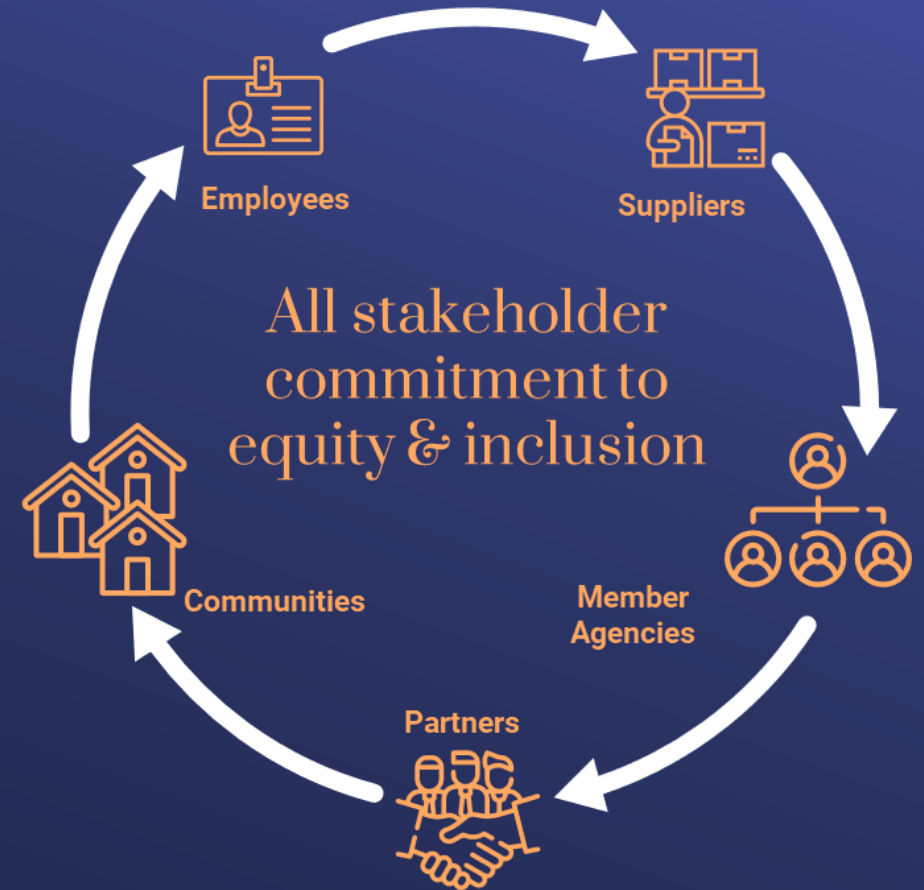 Employees
Suppliers
All stakeholder
commitment to
equity & inclusion
Communities
Member
Agencies
Partners